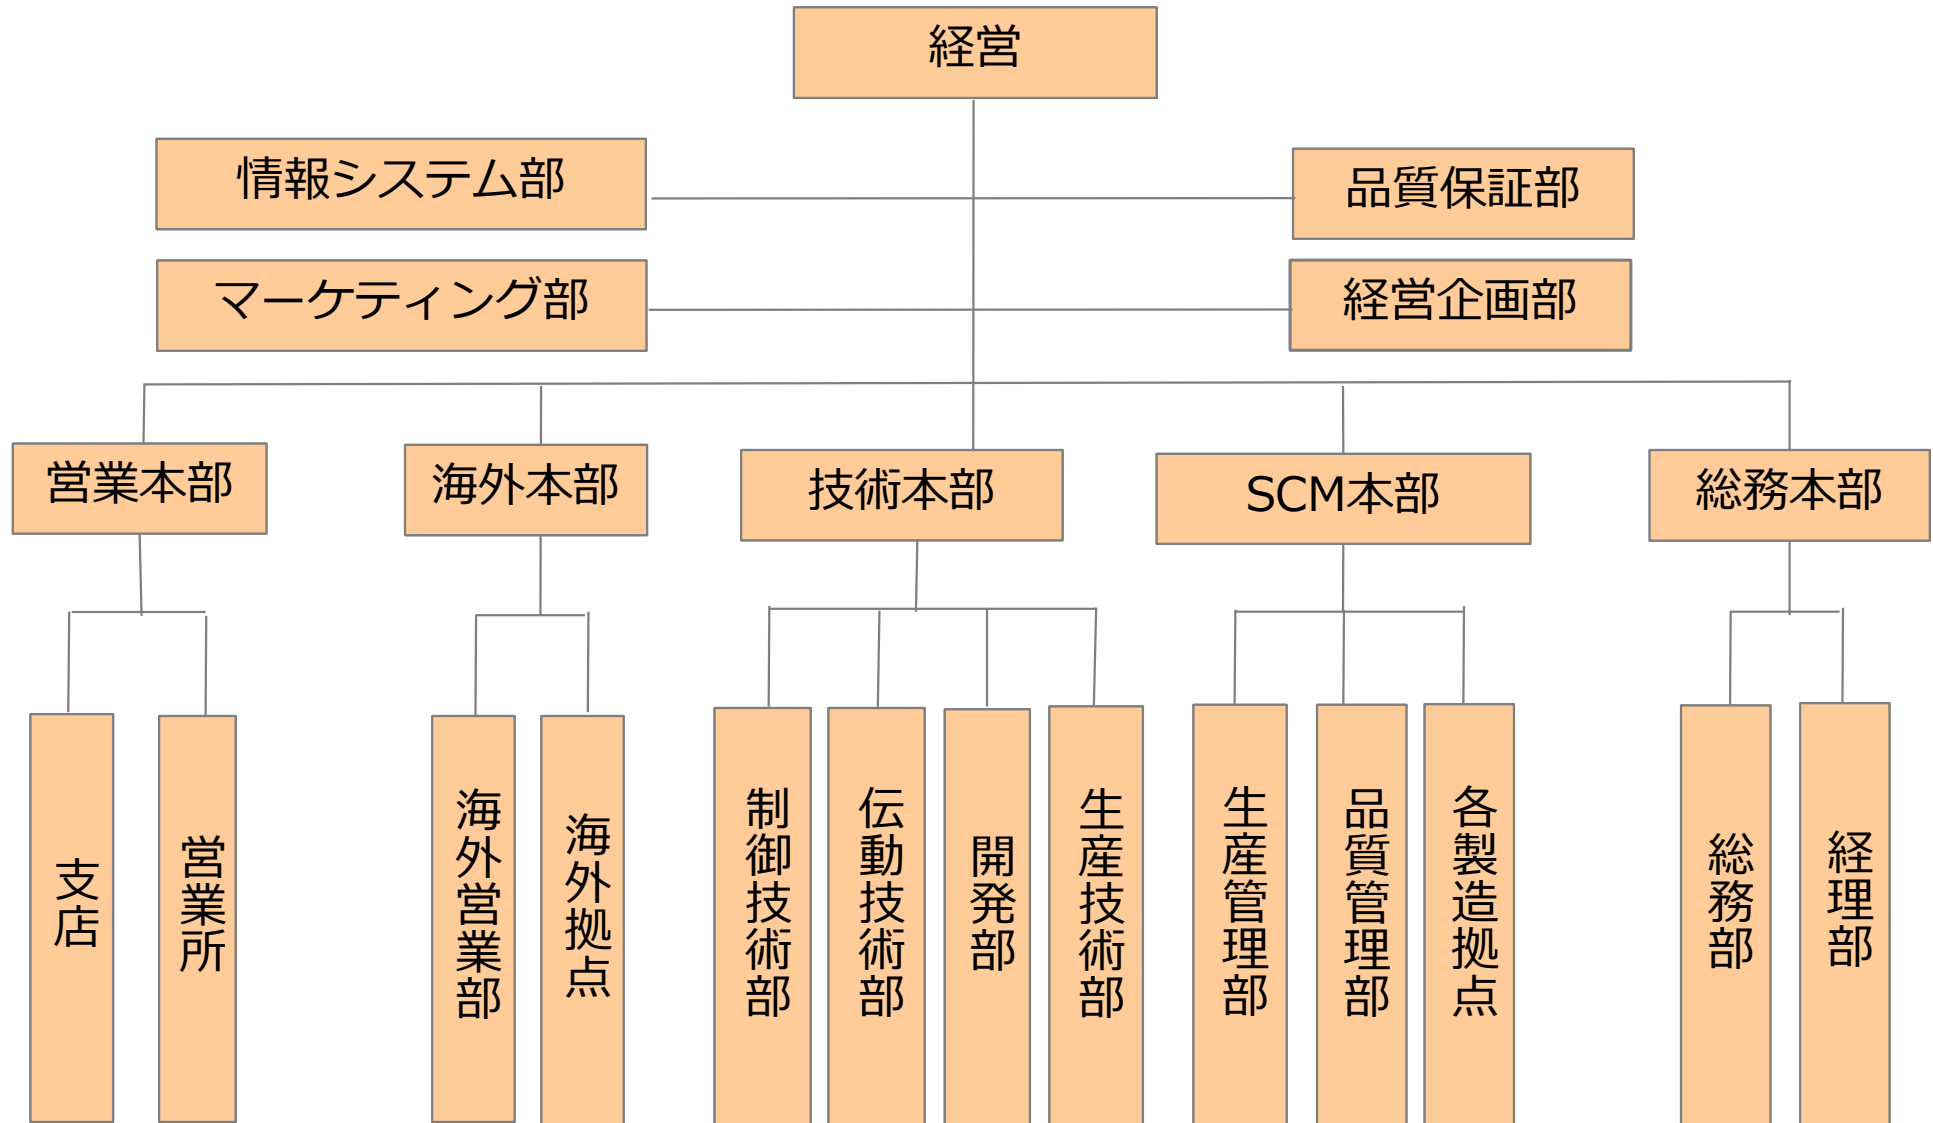 経営
情報システム部
品質保証部
マーケティング部
経営企画部
営業本部
海外本部
技術本部
SCM本部
総務本部
支店
営業所
海外営業部
海外拠点
制御技術部
伝動技術部
開発部
生産技術部
生産管理部
品質管理部
各製造拠点
総務部
経理部